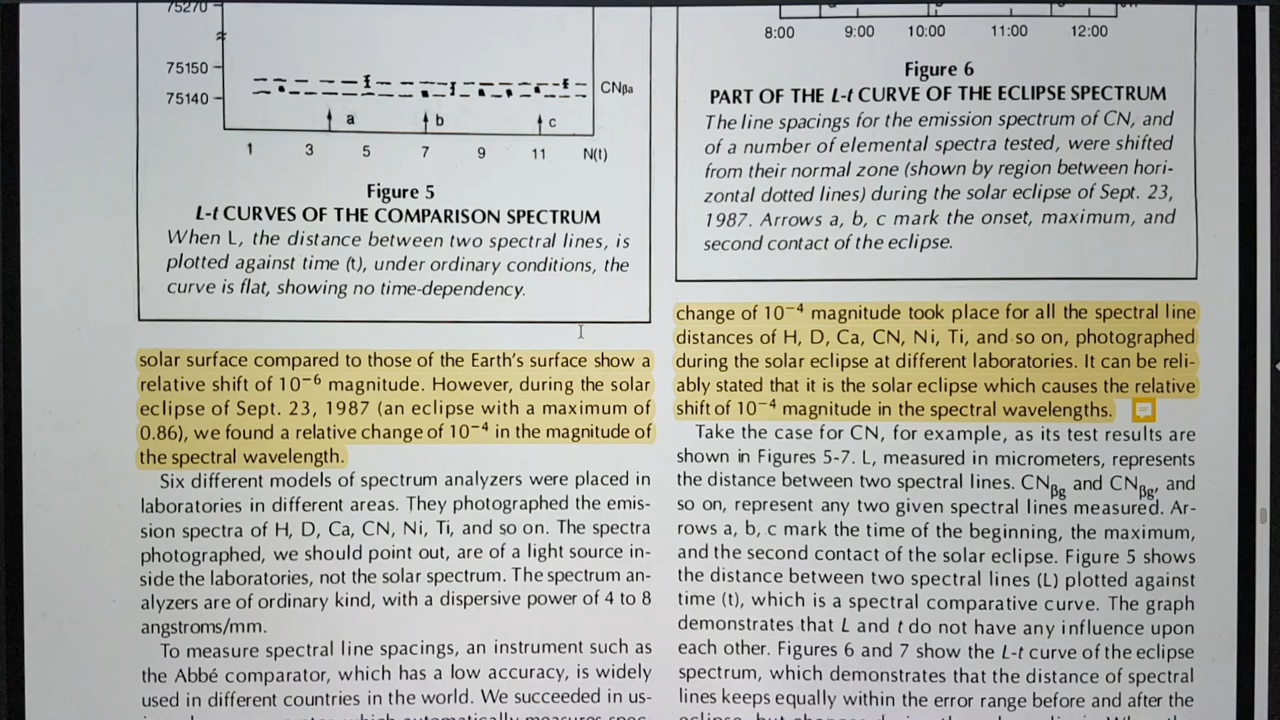 75270
75150
75140
CNβa
a
b
c
1 3 5 7 9 11 N(t)
Figure 5
L-t CURVES OF THE COMPARISON SPECTRUM
When L, the distance between two spectral lines, is
plotted against time (t), under ordinary conditions, the
curve is flat, showing no time-dependency.
solar surface compared to those of the Earth's surface show a
relative shift of 10⁻⁶ magnitude. However, during the solar
eclipse of Sept. 23, 1987 (an eclipse with a maximum of
0.86), we found a relative change of 10⁻⁴ in the magnitude of
the spectral wavelength.
Six different models of spectrum analyzers were placed in
laboratories in different areas. They photographed the emis-
sion spectra of H, D, Ca, CN, Ni, Ti, and so on. The spectra
photographed, we should point out, are of a light source in-
side the laboratories, not the solar spectrum. The spectrum an-
alyzers are of ordinary kind, with a dispersive power of 4 to 8
angstroms/mm.
To measure spectral line spacings, an instrument such as
the Abbé comparator, which has a low accuracy, is widely
used in different countries in the world. We succeeded in us-
8:00 9:00 10:00 11:00 12:00
Figure 6
PART OF THE L-t CURVE OF THE ECLIPSE SPECTRUM
The line spacings for the emission spectrum of CN, and
of a number of elemental spectra tested, were shifted
from their normal zone (shown by region between hori-
zontal dotted lines) during the solar eclipse of Sept. 23,
1987. Arrows a, b, c mark the onset, maximum, and
second contact of the eclipse.
change of 10⁻⁴ magnitude took place for all the spectral line
distances of H, D, Ca, CN, Ni, Ti, and so on, photographed
during the solar eclipse at different laboratories. It can be reli-
ably stated that it is the solar eclipse which causes the relative
shift of 10⁻⁴ magnitude in the spectral wavelengths.
Take the case for CN, for example, as its test results are
shown in Figures 5-7. L, measured in micrometers, represents
the distance between two spectral lines. CNβg and CNβg', and
so on, represent any two given spectral lines measured. Ar-
rows a, b, c mark the time of the beginning, the maximum,
and the second contact of the solar eclipse. Figure 5 shows
the distance between two spectral lines (L) plotted against
time (t), which is a spectral comparative curve. The graph
demonstrates that L and t do not have any influence upon
each other. Figures 6 and 7 show the L-t curve of the eclipse
spectrum, which demonstrates that the distance of spectral
lines keeps equally within the error range before and after the